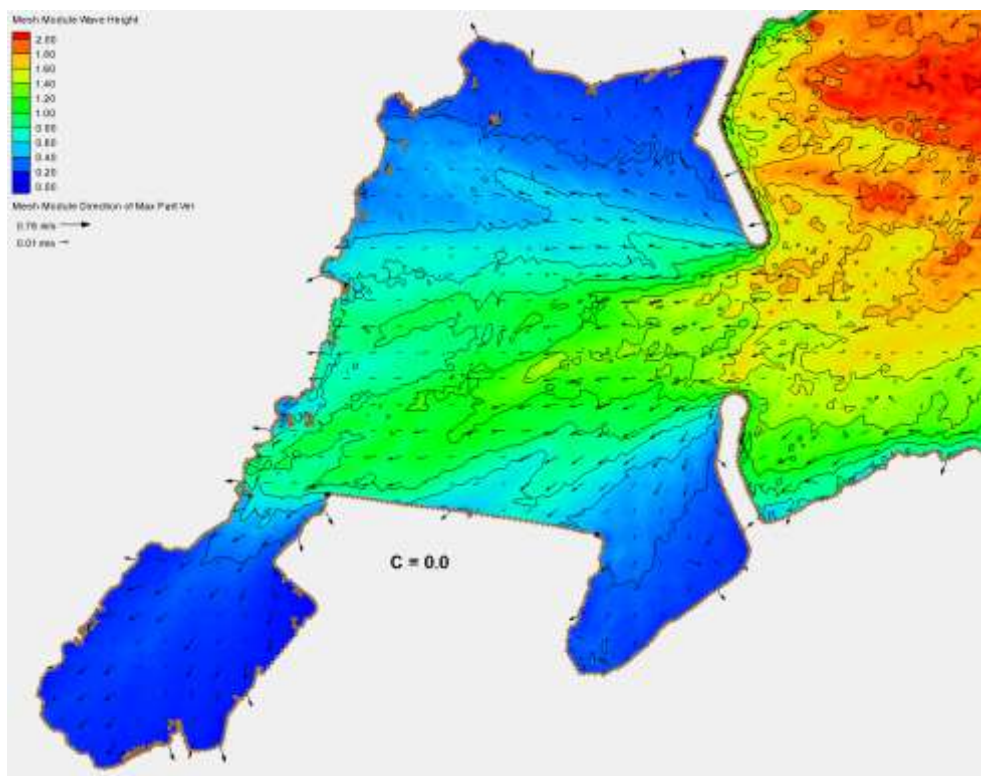 Mesh Module Wave Height
2.00
1.80
1.60
1.40
1.20
1.00
0.80
0.60
0.40
0.20
0.00
Mesh Module Direction of Max Part Vel
0.76 m/s
0.01 m/s
C = 0.0